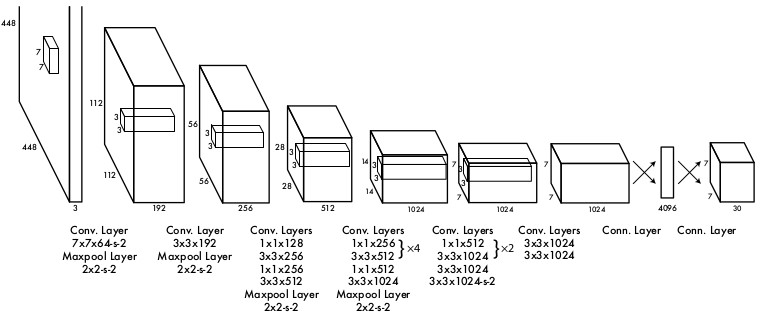 448
7
7
448
3
112
3
3
112
192
56
3
3
56
256
28
3
3
28
512
14
3
3
14
1024
7
3
3
7
1024
7
7
1024
4096
7
7
30
Conv. Layer
7x7x64-s-2
Maxpool Layer
2x2-s-2
Conv. Layer
3x3x192
Maxpool Layer
2x2-s-2
Conv. Layers
1x1x128
3x3x256
1x1x256
3x3x512
Maxpool Layer
2x2-s-2
Conv. Layers
1x1x256
3x3x512 } ×4
1x1x512
3x3x1024
Maxpool Layer
2x2-s-2
Conv. Layers
1x1x512
3x3x1024 } ×2
3x3x1024
3x3x1024-s-2
Conv. Layers
3x3x1024
3x3x1024
Conn. Layer
Conn. Layer